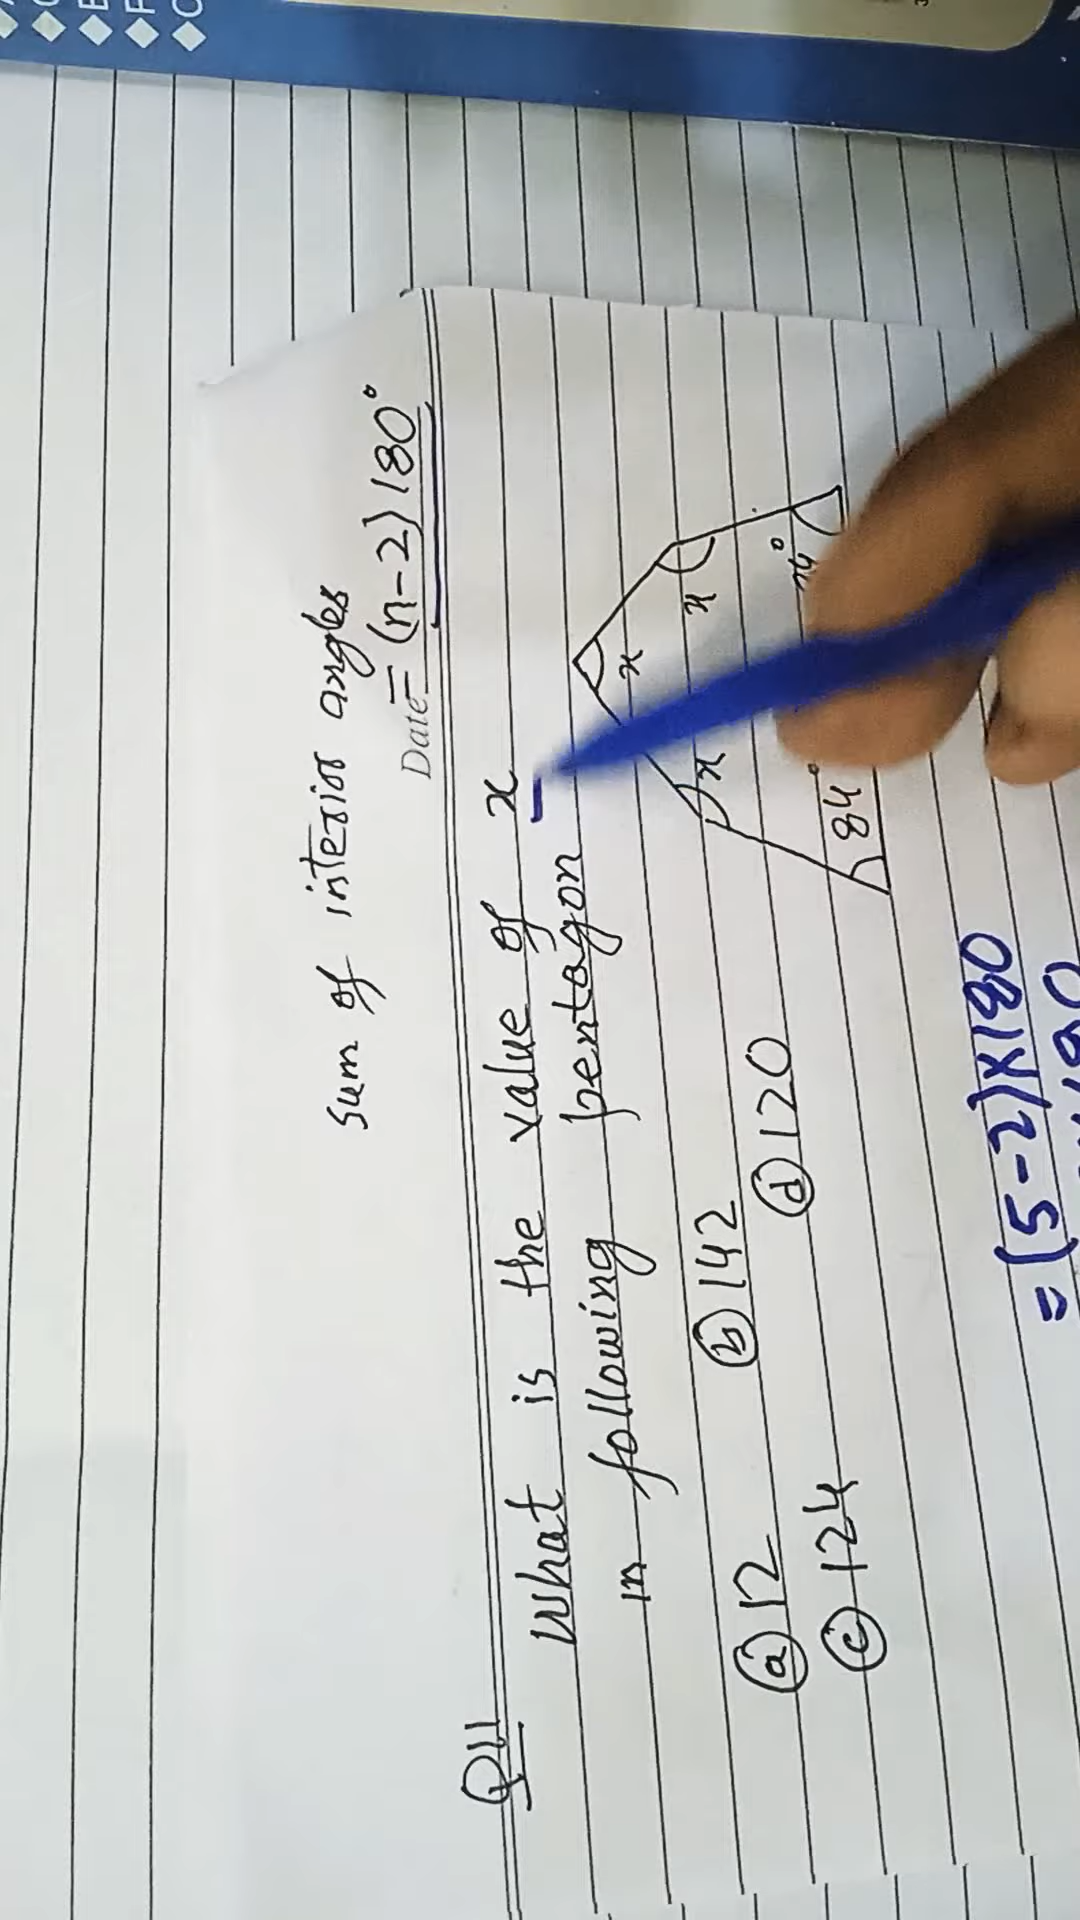 Sum of interior angles
Date = (n-2)180°
Q11 What is the value of x
in following pentagon
(a) 12 (b) 142
(c) 124 (d) 120
x
x
x
84°
= (5-2)×180